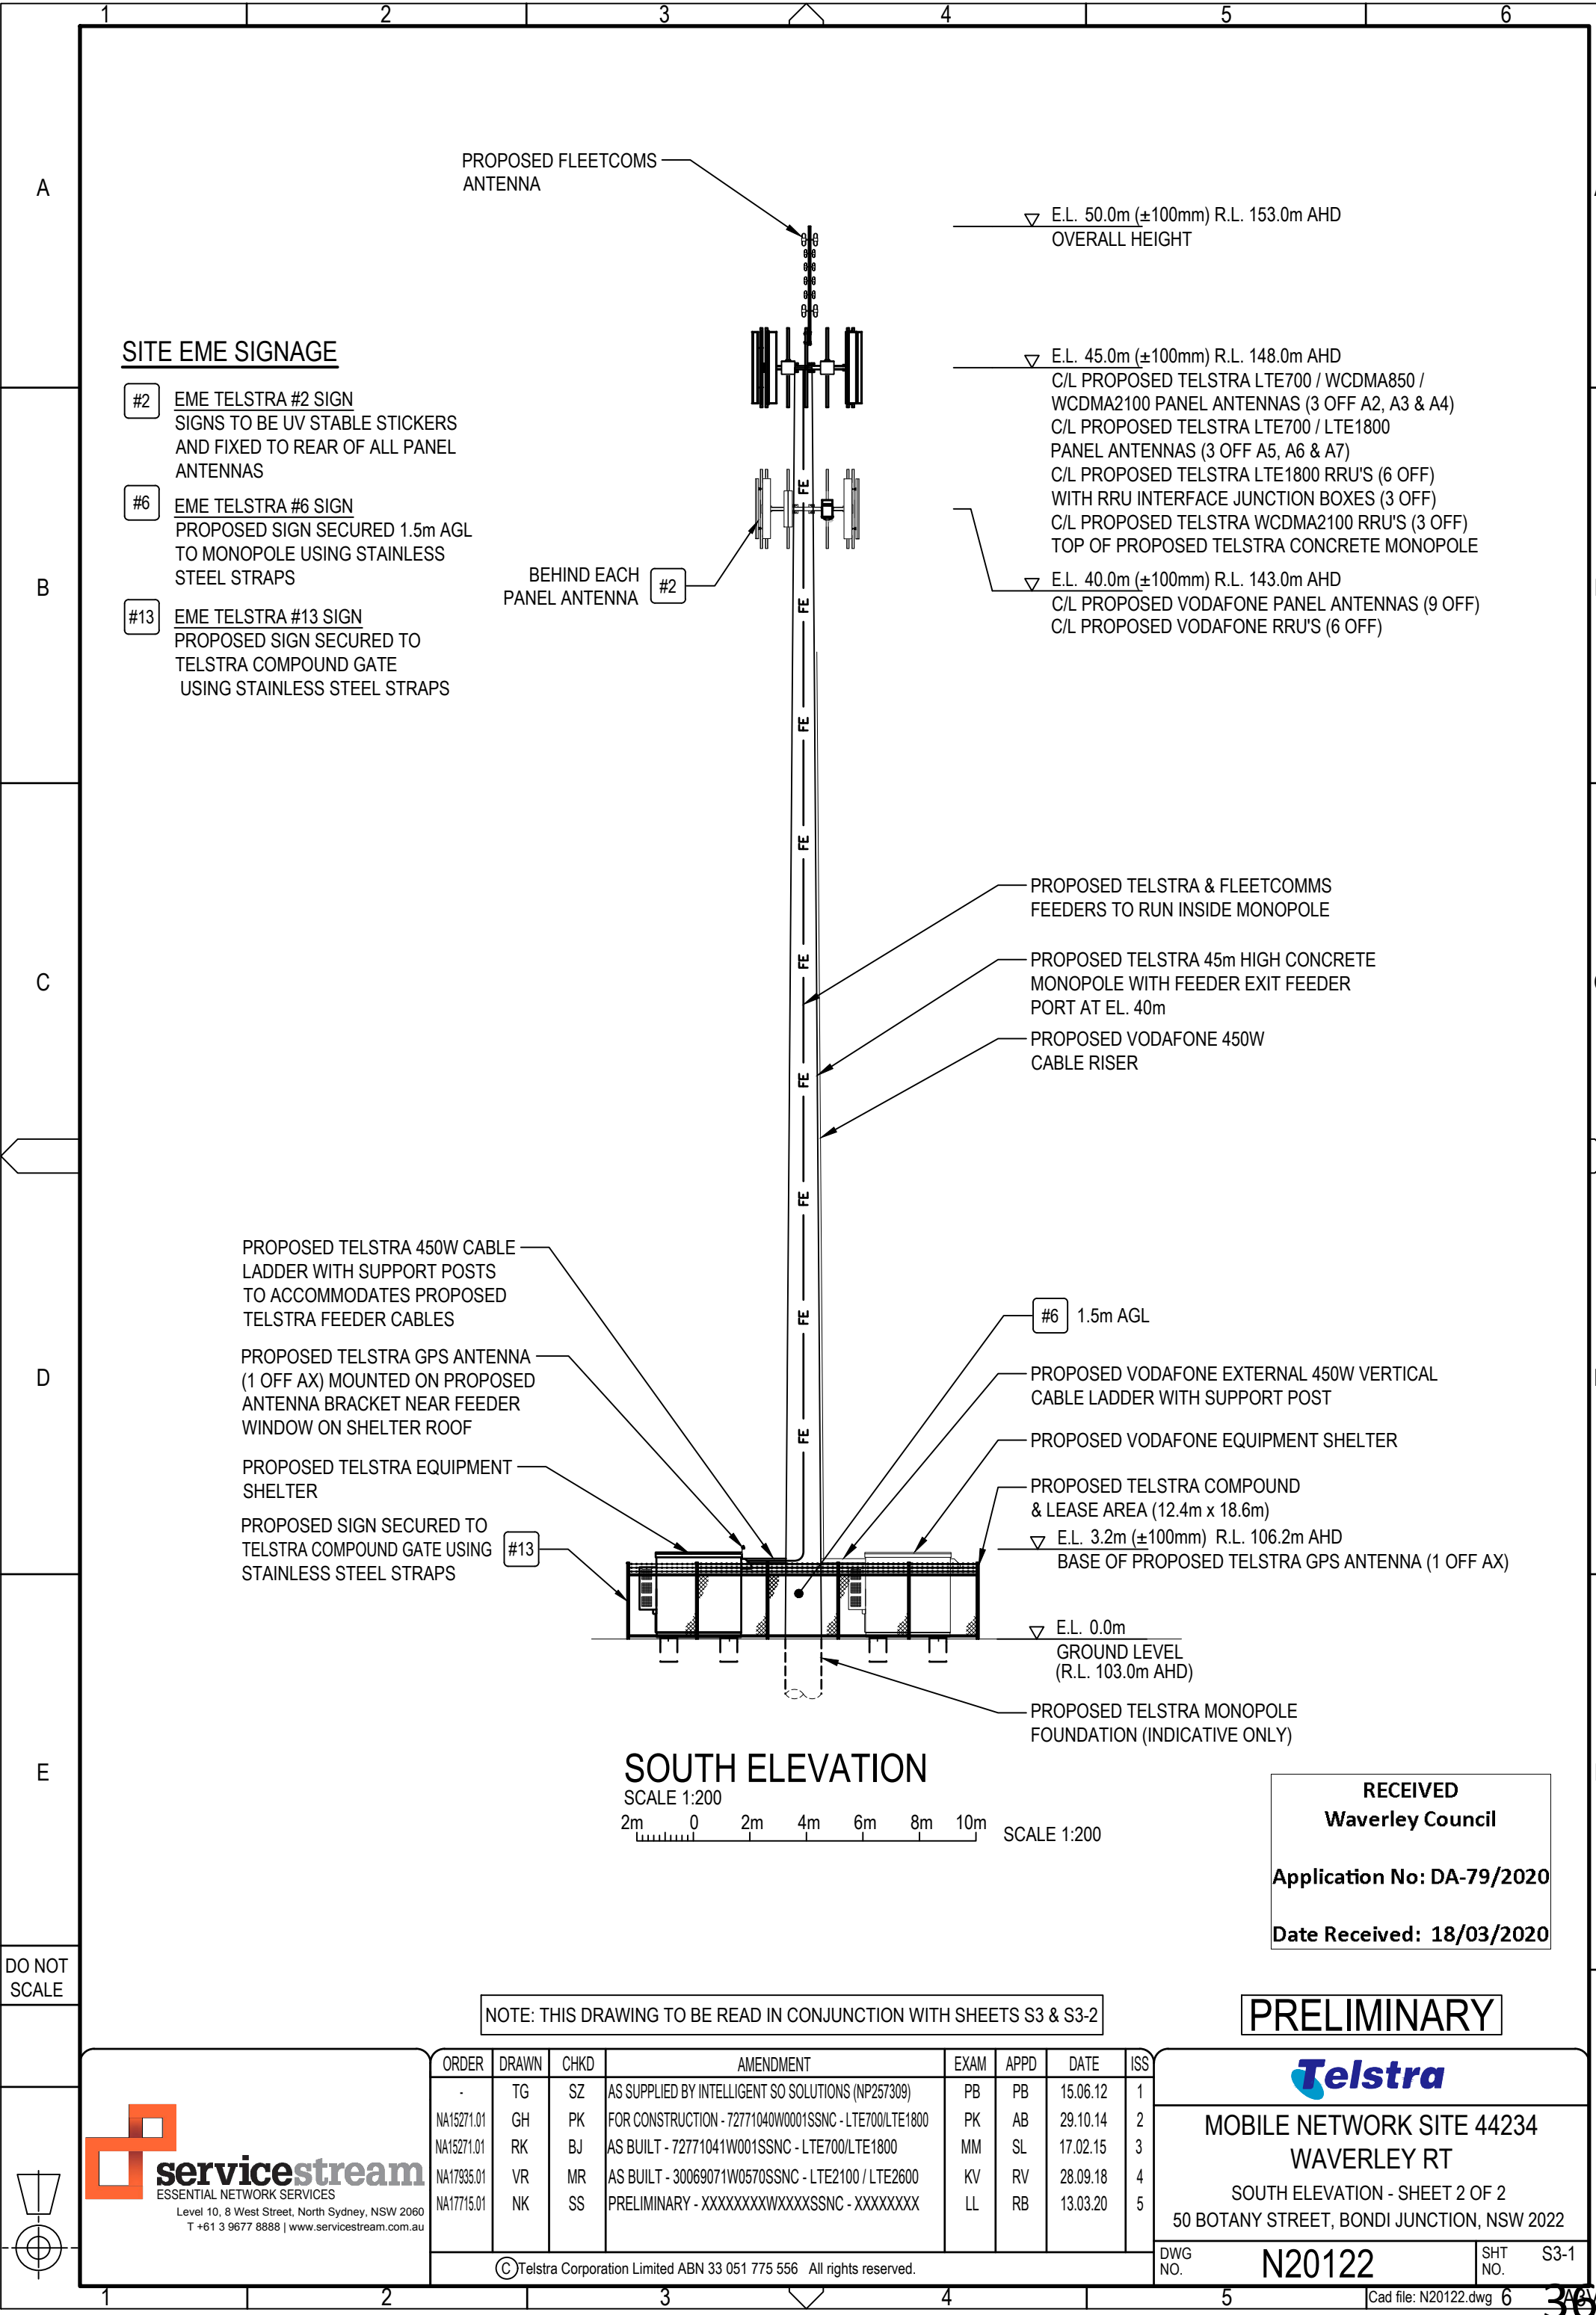 1 2 3 4 5 6
A
B
C
D
E
PROPOSED FLEETCOMS
ANTENNA
E.L. 50.0m (±100mm) R.L. 153.0m AHD
OVERALL HEIGHT
SITE EME SIGNAGE
#2 EME TELSTRA #2 SIGN
SIGNS TO BE UV STABLE STICKERS
AND FIXED TO REAR OF ALL PANEL
ANTENNAS
#6 EME TELSTRA #6 SIGN
PROPOSED SIGN SECURED 1.5m AGL
TO MONOPOLE USING STAINLESS
STEEL STRAPS
#13 EME TELSTRA #13 SIGN
PROPOSED SIGN SECURED TO
TELSTRA COMPOUND GATE
USING STAINLESS STEEL STRAPS
E.L. 45.0m (±100mm) R.L. 148.0m AHD
C/L PROPOSED TELSTRA LTE700 / WCDMA850 /
WCDMA2100 PANEL ANTENNAS (3 OFF A2, A3 & A4)
C/L PROPOSED TELSTRA LTE700 / LTE1800
PANEL ANTENNAS (3 OFF A5, A6 & A7)
C/L PROPOSED TELSTRA LTE1800 RRU'S (6 OFF)
WITH RRU INTERFACE JUNCTION BOXES (3 OFF)
C/L PROPOSED TELSTRA WCDMA2100 RRU'S (3 OFF)
TOP OF PROPOSED TELSTRA CONCRETE MONOPOLE
BEHIND EACH
PANEL ANTENNA #2
E.L. 40.0m (±100mm) R.L. 143.0m AHD
C/L PROPOSED VODAFONE PANEL ANTENNAS (9 OFF)
C/L PROPOSED VODAFONE RRU'S (6 OFF)
FE
FE
FE
FE
FE
FE
FE
FE
FE
PROPOSED TELSTRA & FLEETCOMMS
FEEDERS TO RUN INSIDE MONOPOLE
PROPOSED TELSTRA 45m HIGH CONCRETE
MONOPOLE WITH FEEDER EXIT FEEDER
PORT AT EL. 40m
PROPOSED VODAFONE 450W
CABLE RISER
PROPOSED TELSTRA 450W CABLE
LADDER WITH SUPPORT POSTS
TO ACCOMMODATES PROPOSED
TELSTRA FEEDER CABLES
PROPOSED TELSTRA GPS ANTENNA
(1 OFF AX) MOUNTED ON PROPOSED
ANTENNA BRACKET NEAR FEEDER
WINDOW ON SHELTER ROOF
PROPOSED TELSTRA EQUIPMENT
SHELTER
PROPOSED SIGN SECURED TO
TELSTRA COMPOUND GATE USING #13
STAINLESS STEEL STRAPS
#6 1.5m AGL
PROPOSED VODAFONE EXTERNAL 450W VERTICAL
CABLE LADDER WITH SUPPORT POST
PROPOSED VODAFONE EQUIPMENT SHELTER
PROPOSED TELSTRA COMPOUND
& LEASE AREA (12.4m x 18.6m)
E.L. 3.2m (±100mm) R.L. 106.2m AHD
BASE OF PROPOSED TELSTRA GPS ANTENNA (1 OFF AX)
E.L. 0.0m
GROUND LEVEL
(R.L. 103.0m AHD)
PROPOSED TELSTRA MONOPOLE
FOUNDATION (INDICATIVE ONLY)
SOUTH ELEVATION
SCALE 1:200
2m 0 2m 4m 6m 8m 10m SCALE 1:200
RECEIVED
Waverley Council
Application No: DA-79/2020
Date Received: 18/03/2020
DO NOT
SCALE
NOTE: THIS DRAWING TO BE READ IN CONJUNCTION WITH SHEETS S3 & S3-2
PRELIMINARY
ORDER DRAWN CHKD AMENDMENT EXAM APPD DATE ISS
- TG SZ AS SUPPLIED BY INTELLIGENT SO SOLUTIONS (NP257309) PB PB 15.06.12 1
NA15271.01 GH PK FOR CONSTRUCTION - 72771040W0001SSNC - LTE700/LTE1800 PK AB 29.10.14 2
NA15271.01 RK BJ AS BUILT - 72771041W001SSNC - LTE700/LTE1800 MM SL 17.02.15 3
NA17935.01 VR MR AS BUILT - 30069071W0570SSNC - LTE2100 / LTE2600 KV RV 28.09.18 4
NA17715.01 NK SS PRELIMINARY - XXXXXXXXWXXXXSSNC - XXXXXXXX LL RB 13.03.20 5
servicestream
ESSENTIAL NETWORK SERVICES
Level 10, 8 West Street, North Sydney, NSW 2060
T +61 3 9677 8888 | www.servicestream.com.au
© Telstra Corporation Limited ABN 33 051 775 556 All rights reserved.
Telstra
MOBILE NETWORK SITE 44234
WAVERLEY RT
SOUTH ELEVATION - SHEET 2 OF 2
50 BOTANY STREET, BONDI JUNCTION, NSW 2022
DWG NO. N20122 SHT NO. S3-1
Cad file: N20122.dwg
1 2 3 4 5 6